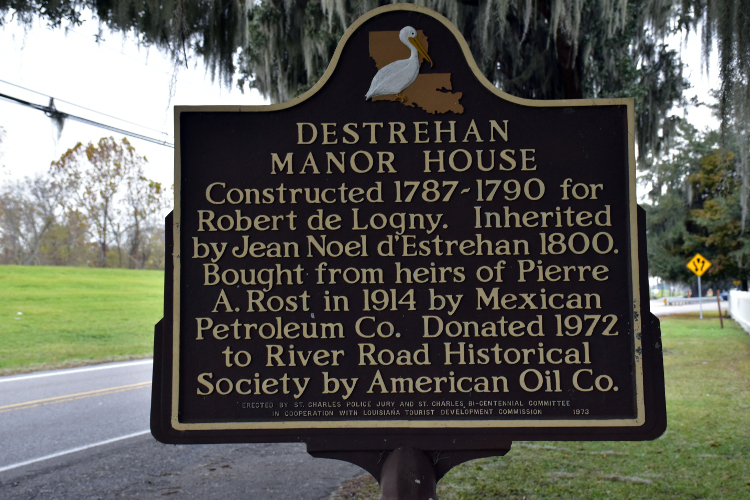 DESTREHAN
MANOR HOUSE
Constructed 1787-1790 for
Robert de Logny. Inherited
by Jean Noel d'Estrehan 1800.
Bought from heirs of Pierre
A. Rost in 1914 by Mexican
Petroleum Co. Donated 1972
to River Road Historical
Society by American Oil Co.
ERECTED BY ST. CHARLES POLICE JURY AND ST. CHARLES BI-CENTENNIAL COMMITTEE
IN COOPERATION WITH LOUISIANA TOURIST DEVELOPMENT COMMISSION 1973